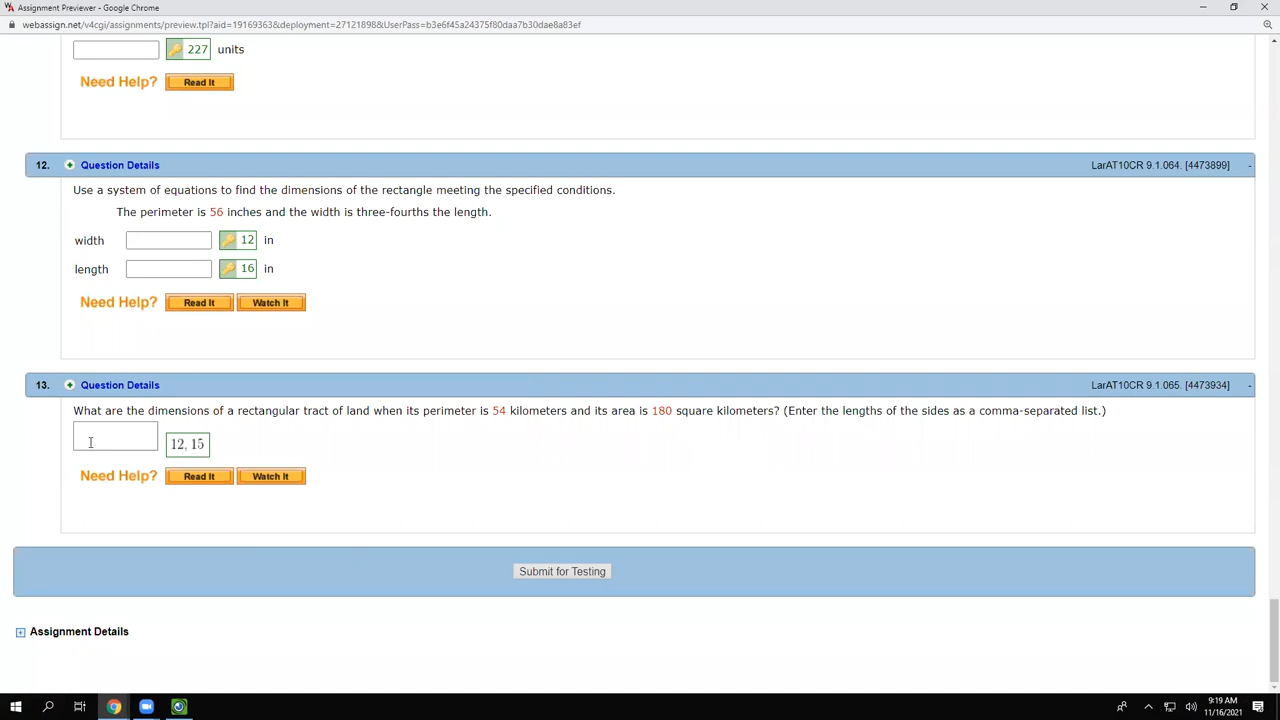 Assignment Previewer - Google Chrome
webassign.net/v4cgi/assignments/preview.tpl?aid=19169363&deployment=27121898&UserPass=b3e6f45a24375f80daa7b30dae8a83ef
227 units
Need Help? Read It
12. Question Details LarAT10CR 9.1.064. [4473899] -
Use a system of equations to find the dimensions of the rectangle meeting the specified conditions.
The perimeter is 56 inches and the width is three-fourths the length.
width 12 in
length 16 in
Need Help? Read It Watch It
13. Question Details LarAT10CR 9.1.065. [4473934] -
What are the dimensions of a rectangular tract of land when its perimeter is 54 kilometers and its area is 180 square kilometers? (Enter the lengths of the sides as a comma-separated list.)
12, 15
Need Help? Read It Watch It
Submit for Testing
Assignment Details
9:19 AM
11/16/2021